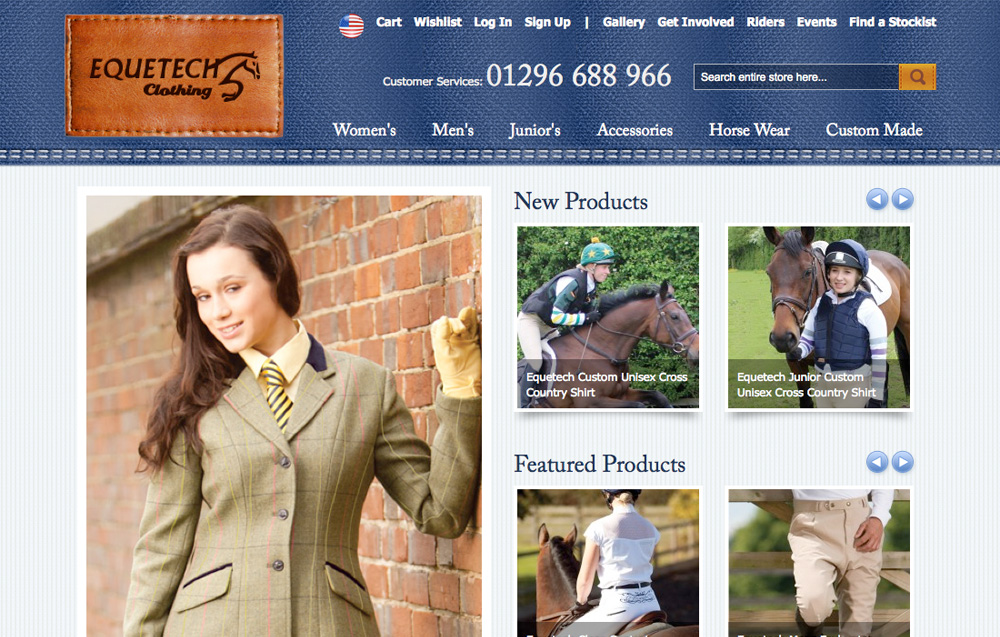 EQUETECH
Clothing
Cart Wishlist Log In Sign Up | Gallery Get Involved Riders Events Find a Stockist
Customer Services: 01296 688 966
Search entire store here...
Women's Men's Junior's Accessories Horse Wear Custom Made
New Products
Equetech Custom Unisex Cross
Country Shirt
Equetech Junior Custom
Unisex Cross Country Shirt
Featured Products